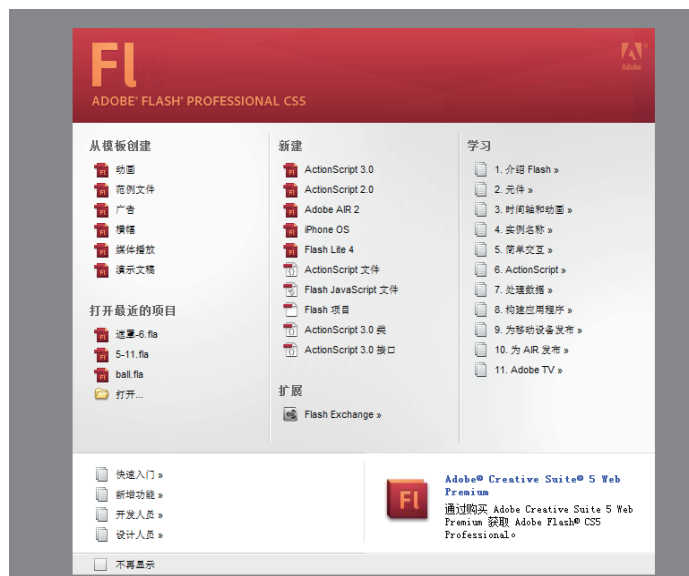 Fl
Adobe
ADOBE® FLASH® PROFESSIONAL CS5
从模板创建
动画
范例文件
广告
横幅
媒体播放
演示文稿
打开最近的项目
遮罩-6.fla
5-11.fla
ball.fla
打开...
新建
ActionScript 3.0
ActionScript 2.0
Adobe AIR 2
iPhone OS
Flash Lite 4
ActionScript 文件
Flash JavaScript 文件
Flash 项目
ActionScript 3.0 类
ActionScript 3.0 接口
扩展
Flash Exchange »
学习
1. 介绍 Flash »
2. 元件 »
3. 时间轴和动画 »
4. 实例名称 »
5. 简单交互 »
6. ActionScript »
7. 处理数据 »
8. 构建应用程序 »
9. 为移动设备发布 »
10. 为 AIR 发布 »
11. Adobe TV »
快速入门 »
新增功能 »
开发人员 »
设计人员 »
Fl
Adobe® Creative Suite® 5 Web
Premium
通过购买 Adobe Creative Suite 5 Web
Premium 获取 Adobe Flash® CS5
Professional。
不再显示